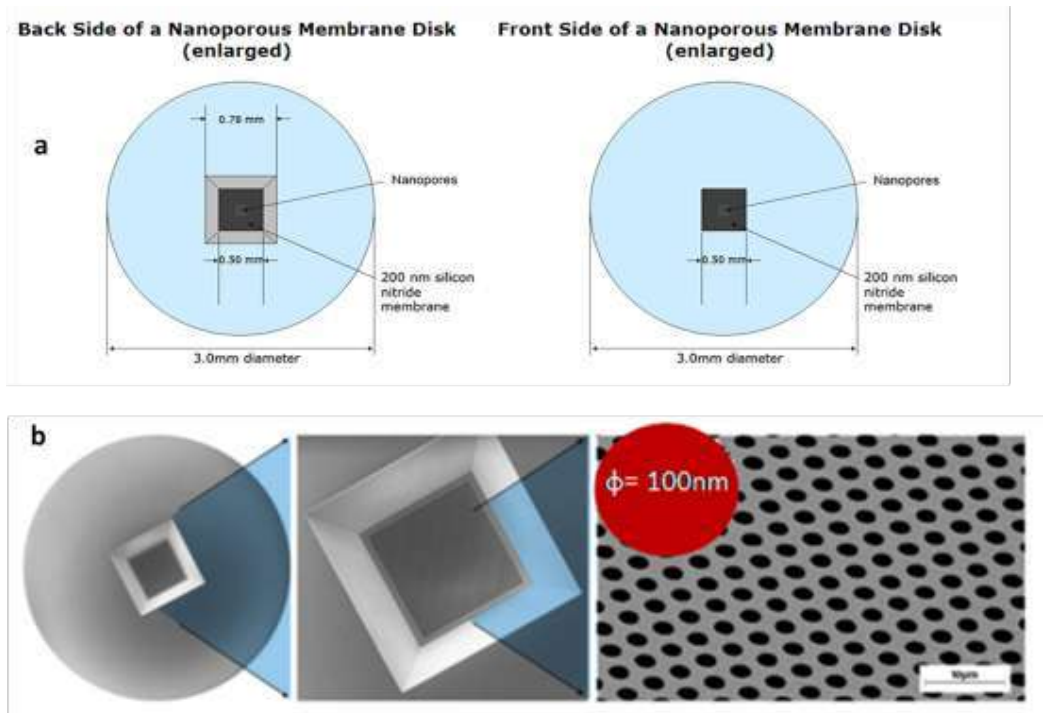 Back Side of a Nanoporous Membrane Disk
(enlarged)
Front Side of a Nanoporous Membrane Disk
(enlarged)
a
0.70 mm
Nanopores
0.50 mm
200 nm silicon
nitride
membrane
3.0mm diameter
Nanopores
0.50 mm
200 nm silicon
nitride
membrane
3.0mm diameter
b
ϕ= 100nm
10µm